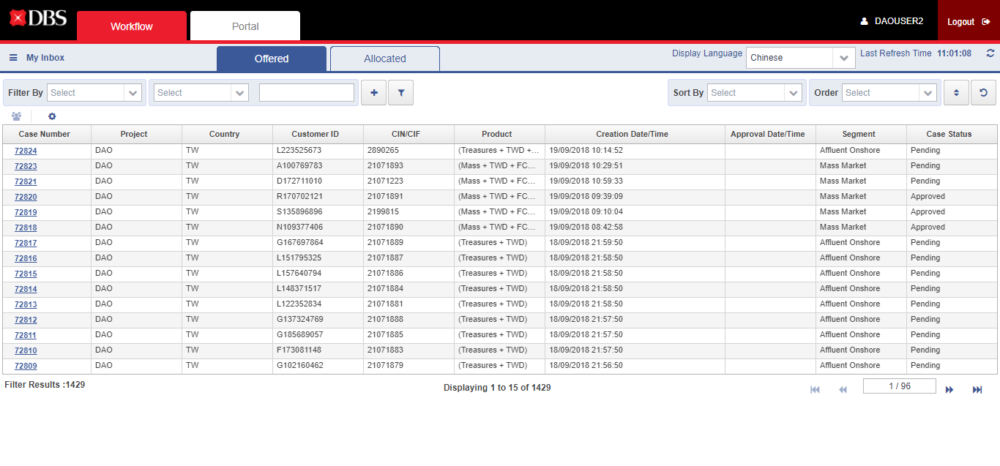 DBS Workflow Portal DAOUSER2 Logout
My Inbox Offered Allocated Display Language Chinese Last Refresh Time 11:01:08
Filter By Select Select Sort By Select Order Select
Case Number Project Country Customer ID CIN/CIF Product Creation Date/Time Approval Date/Time Segment Case Status
72824 DAO TW L223525673 2890265 (Treasures + TWD +... 19/09/2018 10:14:52 Affluent Onshore Pending
72823 DAO TW A100769783 21071893 (Mass + TWD + FC... 19/09/2018 10:29:51 Mass Market Pending
72821 DAO TW D172711010 21071223 (Mass + TWD + FC... 19/09/2018 10:59:33 Mass Market Pending
72820 DAO TW R170702121 21071891 (Mass + TWD + FC... 19/09/2018 09:39:09 Mass Market Approved
72819 DAO TW S135896896 2199815 (Mass + TWD + FC... 19/09/2018 09:10:04 Mass Market Approved
72818 DAO TW N109377406 21071890 (Mass + TWD + FC... 19/09/2018 08:42:58 Mass Market Approved
72817 DAO TW G167697864 21071889 (Treasures + TWD) 18/09/2018 21:59:50 Affluent Onshore Pending
72816 DAO TW L151795325 21071887 (Treasures + TWD) 18/09/2018 21:58:50 Affluent Onshore Pending
72815 DAO TW L157640794 21071886 (Treasures + TWD) 18/09/2018 21:58:50 Affluent Onshore Pending
72814 DAO TW L148371517 21071884 (Treasures + TWD) 18/09/2018 21:58:50 Affluent Onshore Pending
72813 DAO TW L122352834 21071881 (Treasures + TWD) 18/09/2018 21:58:50 Affluent Onshore Pending
72812 DAO TW G137324769 21071888 (Treasures + TWD) 18/09/2018 21:57:50 Affluent Onshore Pending
72811 DAO TW G185689057 21071885 (Treasures + TWD) 18/09/2018 21:57:50 Affluent Onshore Pending
72810 DAO TW F173081148 21071883 (Treasures + TWD) 18/09/2018 21:57:50 Affluent Onshore Pending
72809 DAO TW G102160462 21071879 (Treasures + TWD) 18/09/2018 21:56:50 Affluent Onshore Pending
Filter Results :1429 Displaying 1 to 15 of 1429 1 / 96